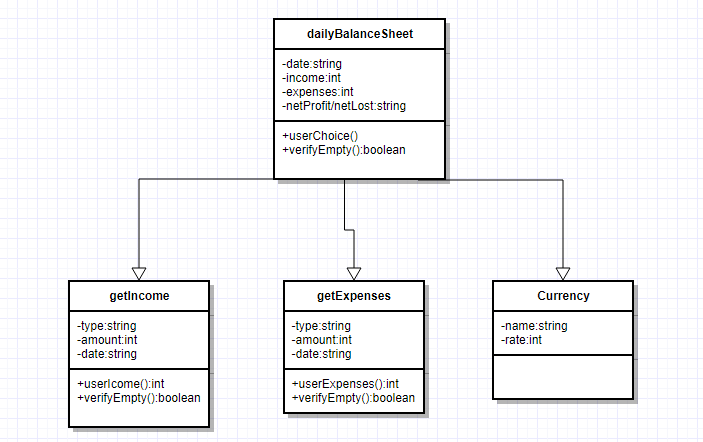 dailyBalanceSheet
-date:string
-income:int
-expenses:int
-netProfit/netLost:string
+userChoice()
+verifyEmpty():boolean
getIncome
-type:string
-amount:int
-date:string
+userIcome():int
+verifyEmpty():boolean
getExpenses
-type:string
-amount:int
-date:string
+userExpenses():int
+verifyEmpty():boolean
Currency
-name:string
-rate:int